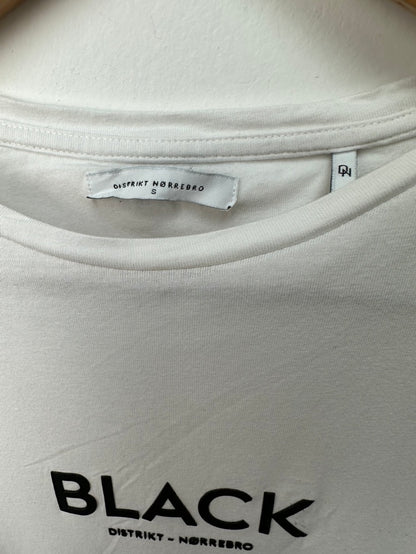 DISTRIKT NØRREBRO
S
DN
BLACK
DISTRIKT – NØRREBRO